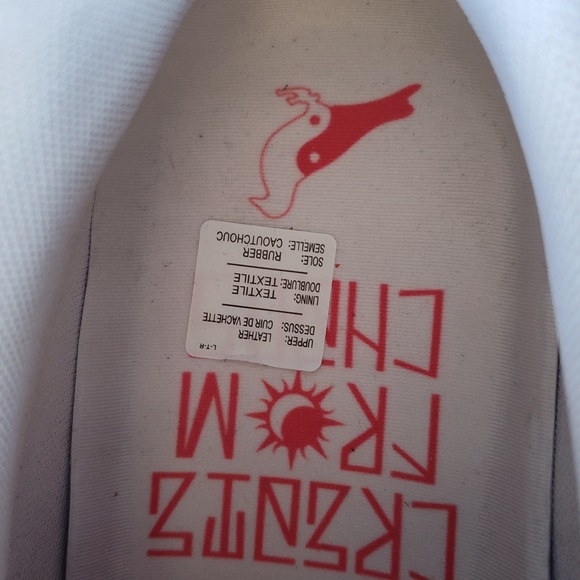 FROM
L-T-R
UPPER: LEATHER
DESSUS: CUIR DE VACHETTE
LINING: TEXTILE
DOUBLURE: TEXTILE
SOLE: RUBBER
SEMELLE: CAOUTCHOUC